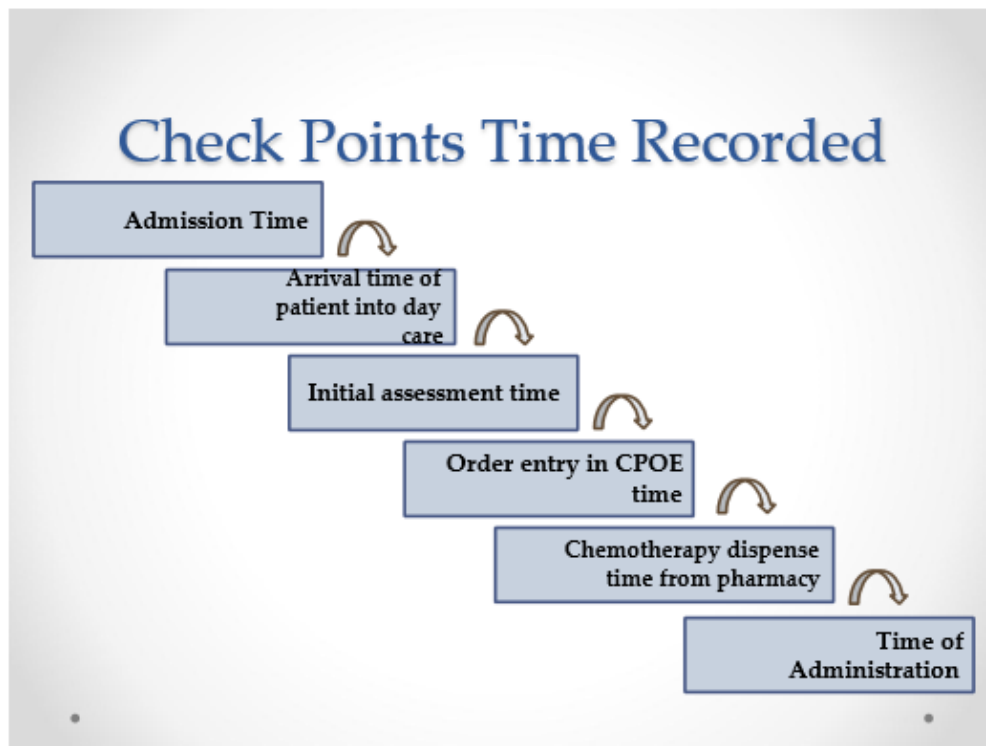 Check Points Time Recorded
Admission Time
Arrival time of
patient into day
care
Initial assessment time
Order entry in CPOE
time
Chemotherapy dispense
time from pharmacy
Time of
Administration